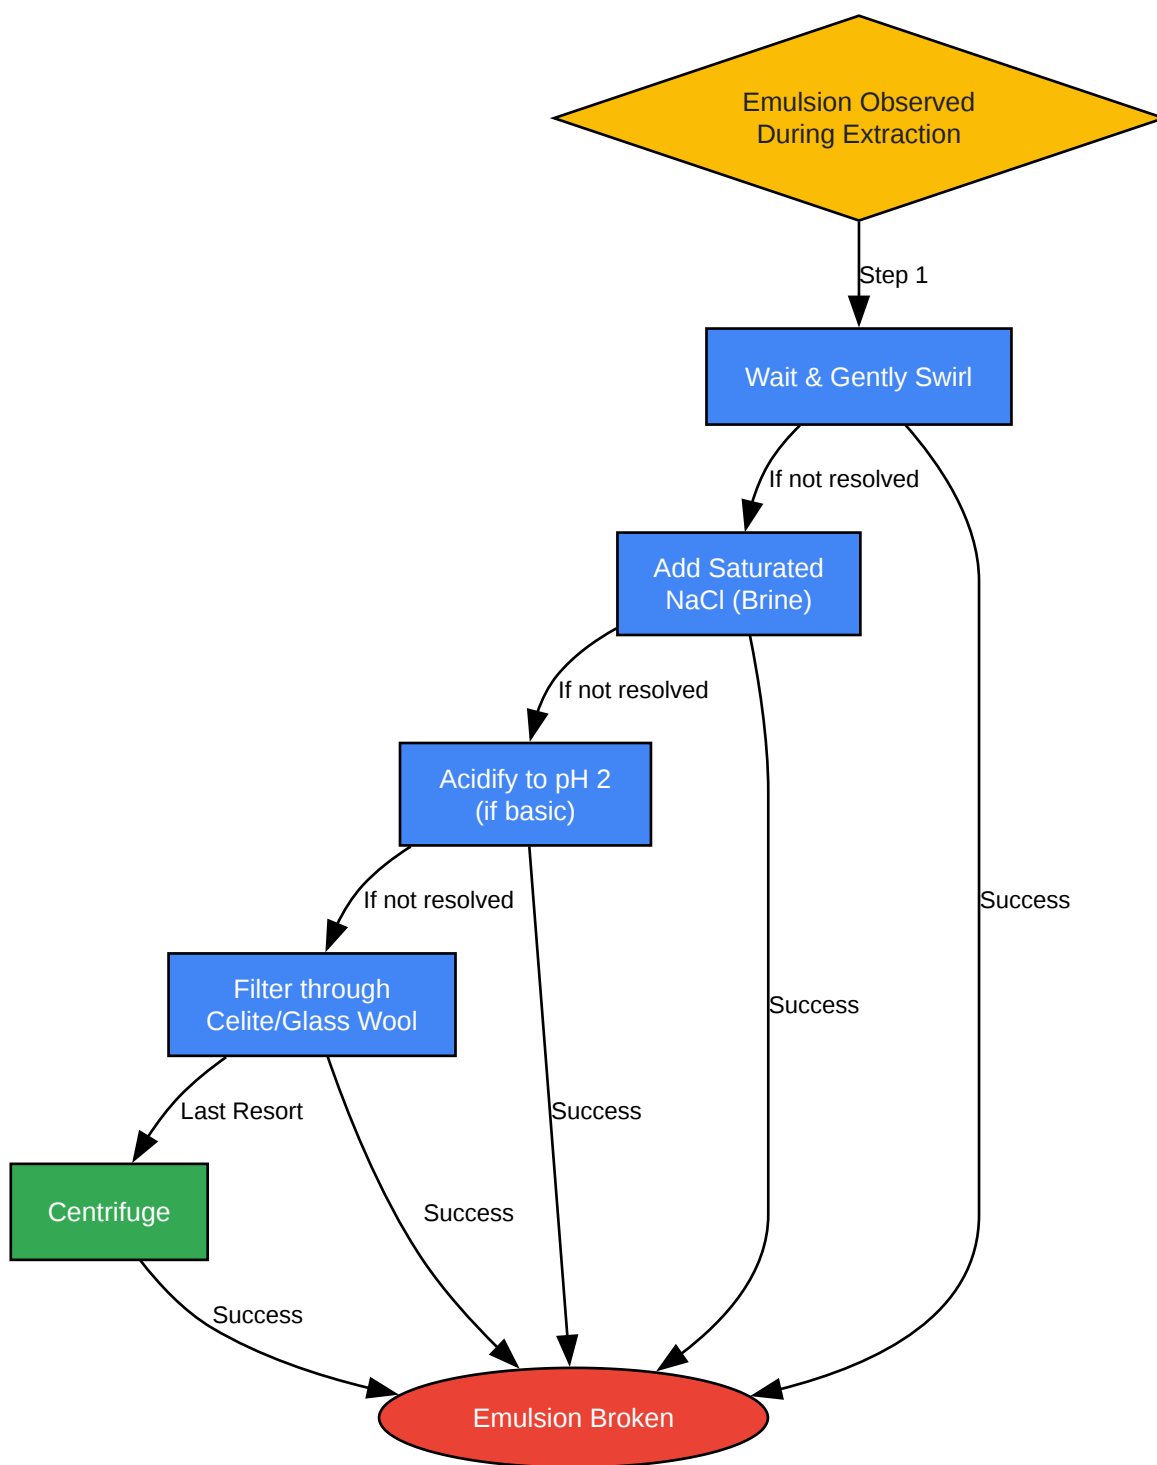 Emulsion Observed
During Extraction
Step 1
Wait & Gently Swirl
If not resolved
Add Saturated
NaCl (Brine)
If not resolved
Acidify to pH 2
(if basic)
If not resolved
Success
Filter through
Celite/Glass Wool
Success
Last Resort
Success
Centrifuge
Success
Success
Emulsion Broken